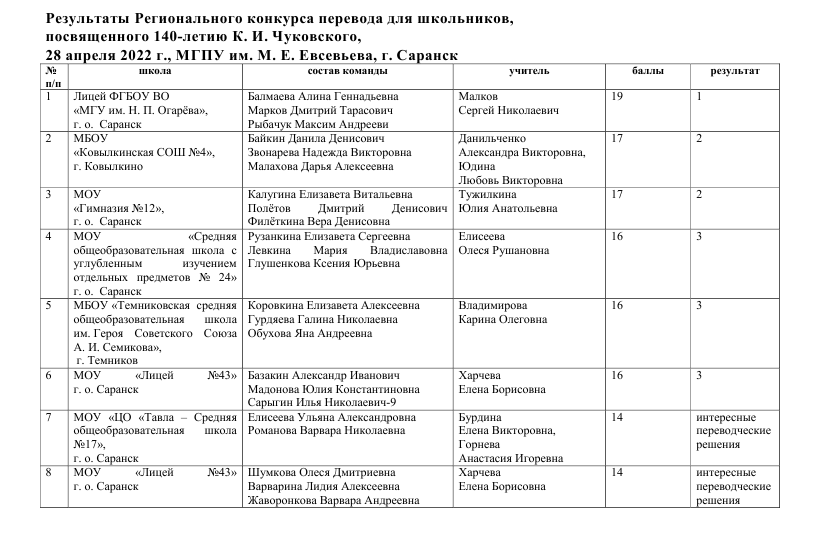 Результаты Регионального конкурса перевода для школьников,
посвященного 140-летию К. И. Чуковского,
28 апреля 2022 г., МГПУ им. М. Е. Евсевьева, г. Саранск
№ п/п школа состав команды учитель баллы результат
1 Лицей ФГБОУ ВО Балмаева Алина Геннадьевна Малков 19 1
«МГУ им. Н. П. Огарёва», Марков Дмитрий Тарасович Сергей Николаевич
г. о. Саранск Рыбачук Максим Андрееви
2 МБОУ Байкин Данила Денисович Данильченко 17 2
«Ковылкинская СОШ №4», Звонарева Надежда Викторовна Александра Викторовна,
г. Ковылкино Малахова Дарья Алексеевна Юдина
Любовь Викторовна
3 МОУ Калугина Елизавета Витальевна Тужилкина 17 2
«Гимназия №12», Полётов Дмитрий Денисович Юлия Анатольевна
г. о. Саранск Филёткина Вера Денисовна
4 МОУ «Средняя Рузанкина Елизавета Сергеевна Елисеева 16 3
общеобразовательная школа с Левкина Мария Владиславовна Олеся Рушановна
углубленным изучением Глушенкова Ксения Юрьевна
отдельных предметов № 24»
г. о. Саранск
5 МБОУ «Темниковская средняя Коровкина Елизавета Алексеевна Владимирова 16 3
общеобразовательная школа Гурдяева Галина Николаевна Карина Олеговна
им. Героя Советского Союза Обухова Яна Андреевна
А. И. Семикова»,
г. Темников
6 МОУ «Лицей №43» Базакин Александр Иванович Харчева 16 3
г. о. Саранск Мадонова Юлия Константиновна Елена Борисовна
Сарыгин Илья Николаевич-9
7 МОУ «ЦО «Тавла – Средняя Елисеева Ульяна Александровна Бурдина 14 интересные
общеобразовательная школа Романова Варвара Николаевна Елена Викторовна, переводческие
№17», Горнева решения
г. о. Саранск Анастасия Игоревна
8 МОУ «Лицей №43» Шумкова Олеся Дмитриевна Харчева 14 интересные
г. о. Саранск Варварина Лидия Алексеевна Елена Борисовна переводческие
Жаворонкова Варвара Андреевна решения